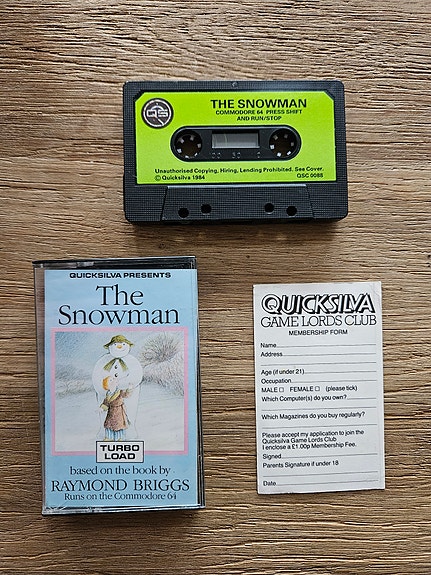 QS
THE SNOWMAN
COMMODORE 64 PRESS SHIFT
AND RUN/STOP
Unauthorised Copying, Hiring, Lending Prohibited. See Cover.
© Quicksilva 1984 QSC 0088
QUICKSILVA PRESENTS
The
Snowman
TURBO
LOAD
based on the book by
RAYMOND BRIGGS
Runs on the Commodore 64
QUICKSILVA
GAME LORDS CLUB
MEMBERSHIP FORM
Name
Address
Age (if under 21)
Occupation
MALE □ FEMALE □ (please tick)
Which Computer(s) do you own?
Which Magazines do you buy regularly?
Please accept my application to join the
Quicksilva Game Lords Club
I enclose a £1.00p Membership Fee.
Signed
Parents Signature if under 18
Date